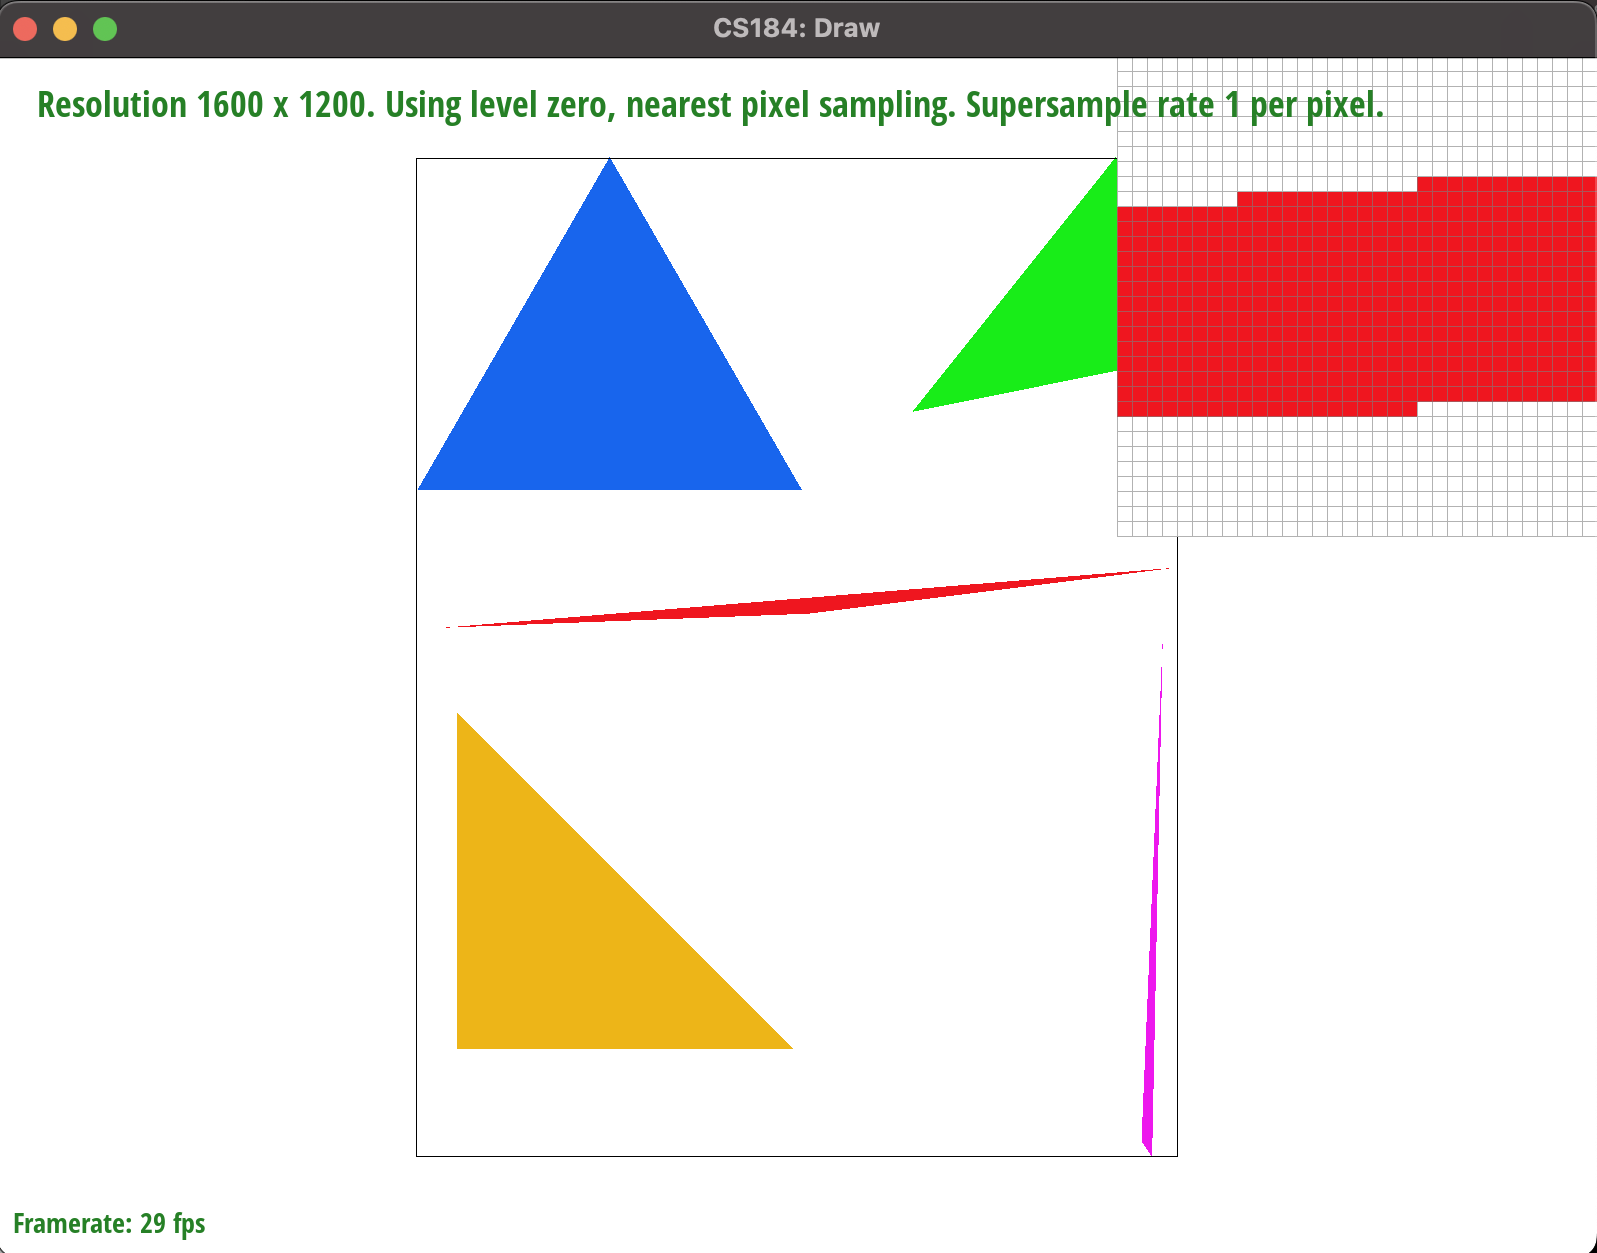 CS184: Draw
Resolution 1600 x 1200. Using level zero, nearest pixel sampling. Supersample rate 1 per pixel.
Framerate: 29 fps